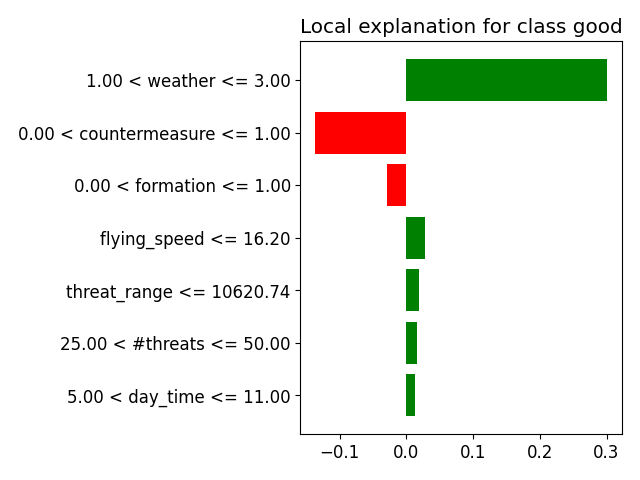 Local explanation for class good
1.00 < weather <= 3.00
0.00 < countermeasure <= 1.00
0.00 < formation <= 1.00
flying_speed <= 16.20
threat_range <= 10620.74
25.00 < #threats <= 50.00
5.00 < day_time <= 11.00
−0.1 0.0 0.1 0.2 0.3